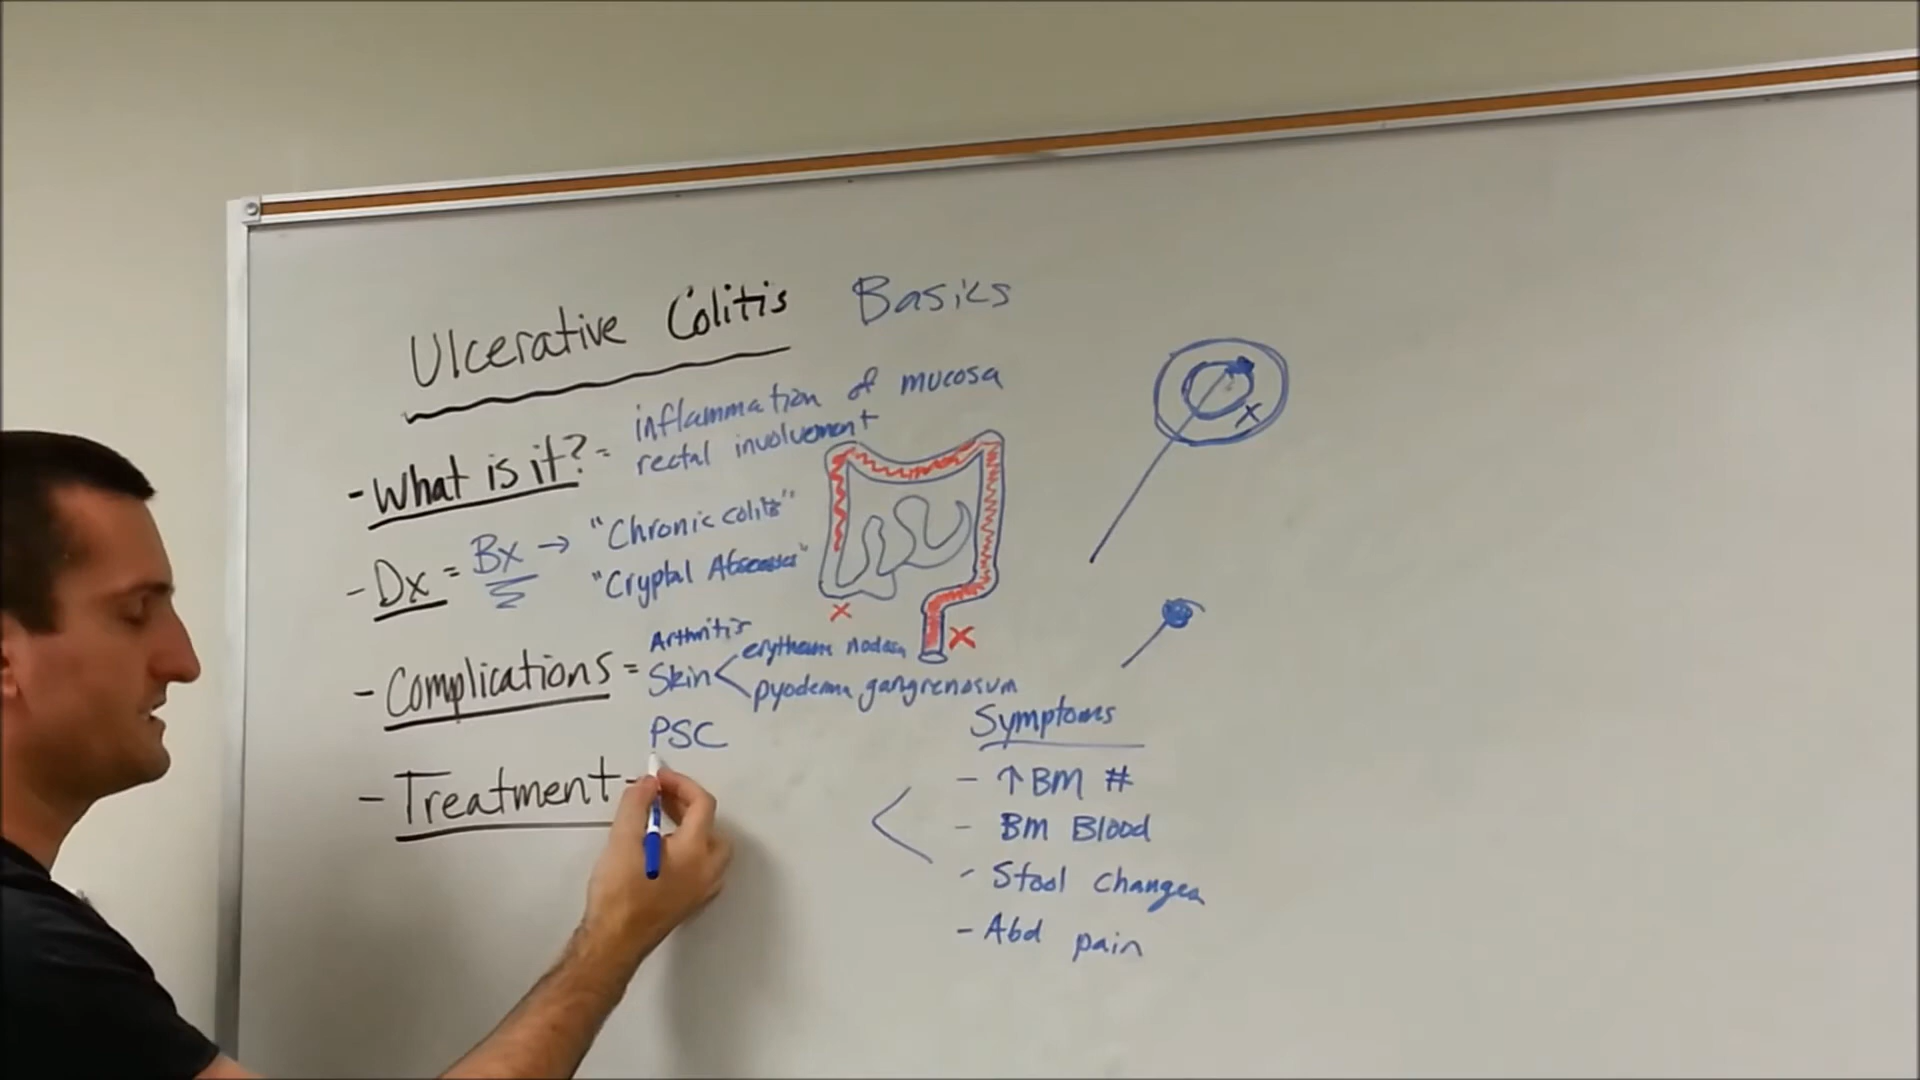 Ulcerative Colitis Basics
- What is it? = inflammation of mucosa
rectal involvement
- Dx = Bx → "Chronic colitis"
"Cryptal Abscesses"
- Complications = Arthritis
Skin < erythema nodosa
pyoderma gangrenosum
PSC
- Treatment -
Symptoms
- ↑ BM #
- BM Blood
- Stool changes
- Abd pain
X
X
X